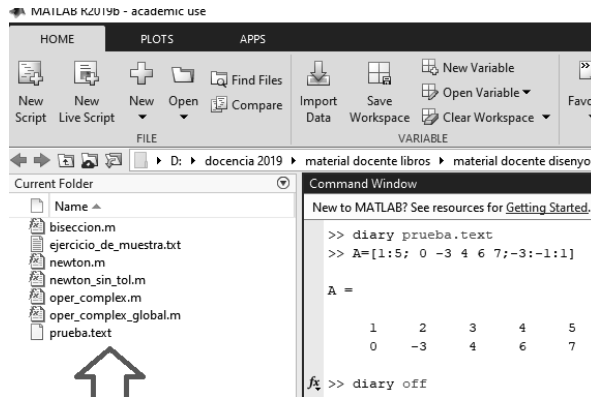 MATLAB R2019b - academic use
HOME PLOTS APPS
New Script
New Live Script
New
Open
Find Files
Compare
FILE
Import Data
Save Workspace
New Variable
Open Variable
Clear Workspace
VARIABLE
D: docencia 2019 material docente libros material docente disenyo
Current Folder
Name
biseccion.m
ejercicio_de_muestra.txt
newton.m
newton_sin_tol.m
oper_complex.m
oper_complex_global.m
prueba.text
Command Window
New to MATLAB? See resources for Getting Started.
>> diary prueba.text
>> A=[1:5; 0 -3 4 6 7;-3:-1:1]
A =
1 2 3 4 5
0 -3 4 6 7
fx >> diary off